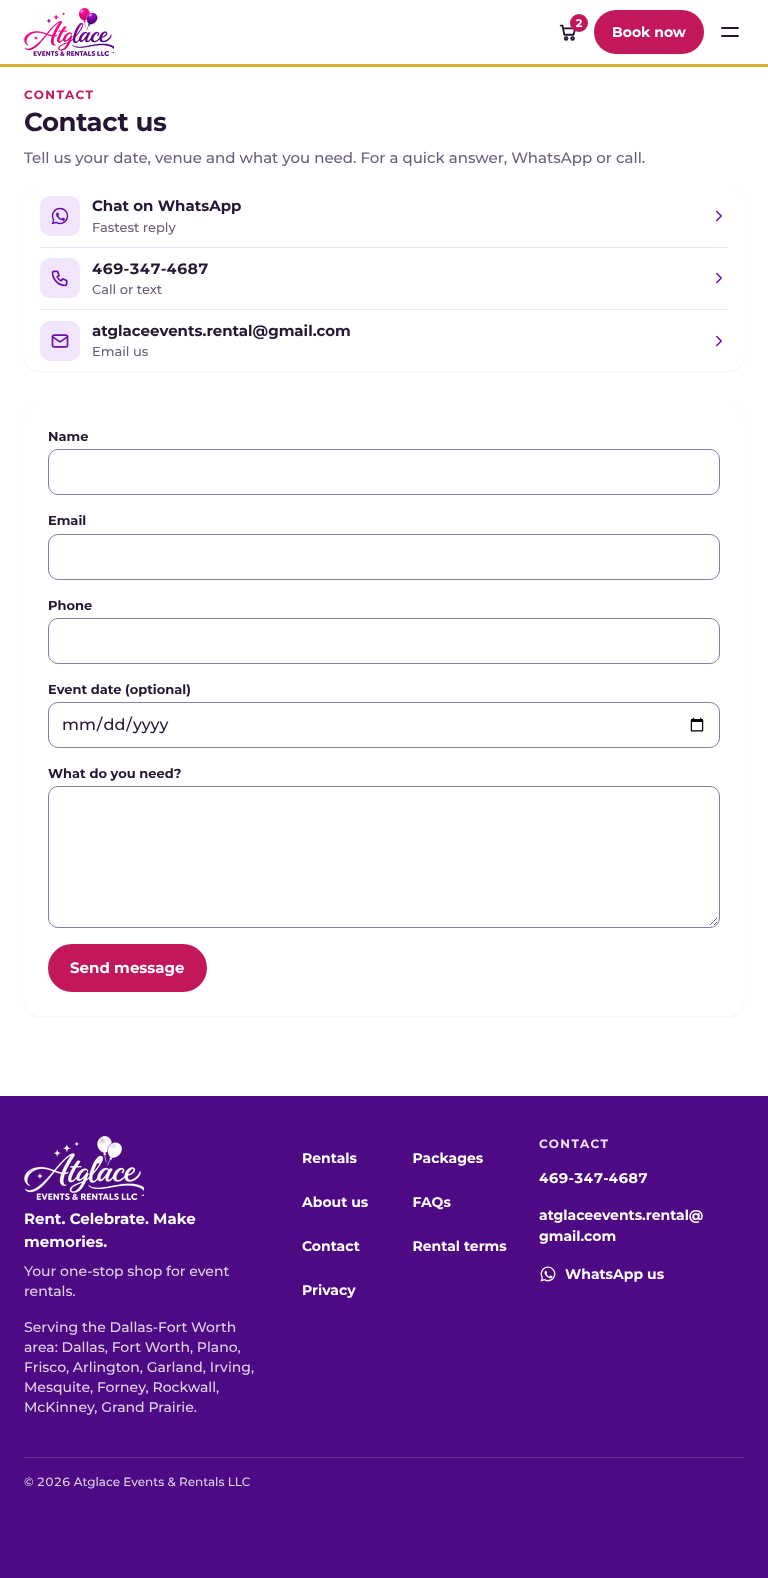 Atglace
EVENTS & RENTALS LLC
2
Book now
CONTACT
Contact us
Tell us your date, venue and what you need. For a quick answer, WhatsApp or call.
Chat on WhatsApp
Fastest reply
469-347-4687
Call or text
atglaceevents.rental@gmail.com
Email us
Name
Email
Phone
Event date (optional)
mm/dd/yyyy
What do you need?
Send message
Atglace
EVENTS & RENTALS LLC
Rent. Celebrate. Make
memories.
Your one-stop shop for event
rentals.
Serving the Dallas-Fort Worth
area: Dallas, Fort Worth, Plano,
Frisco, Arlington, Garland, Irving,
Mesquite, Forney, Rockwall,
McKinney, Grand Prairie.
Rentals
Packages
About us
FAQs
Contact
Rental terms
Privacy
CONTACT
469-347-4687
atglaceevents.rental@
gmail.com
WhatsApp us
© 2026 Atglace Events & Rentals LLC